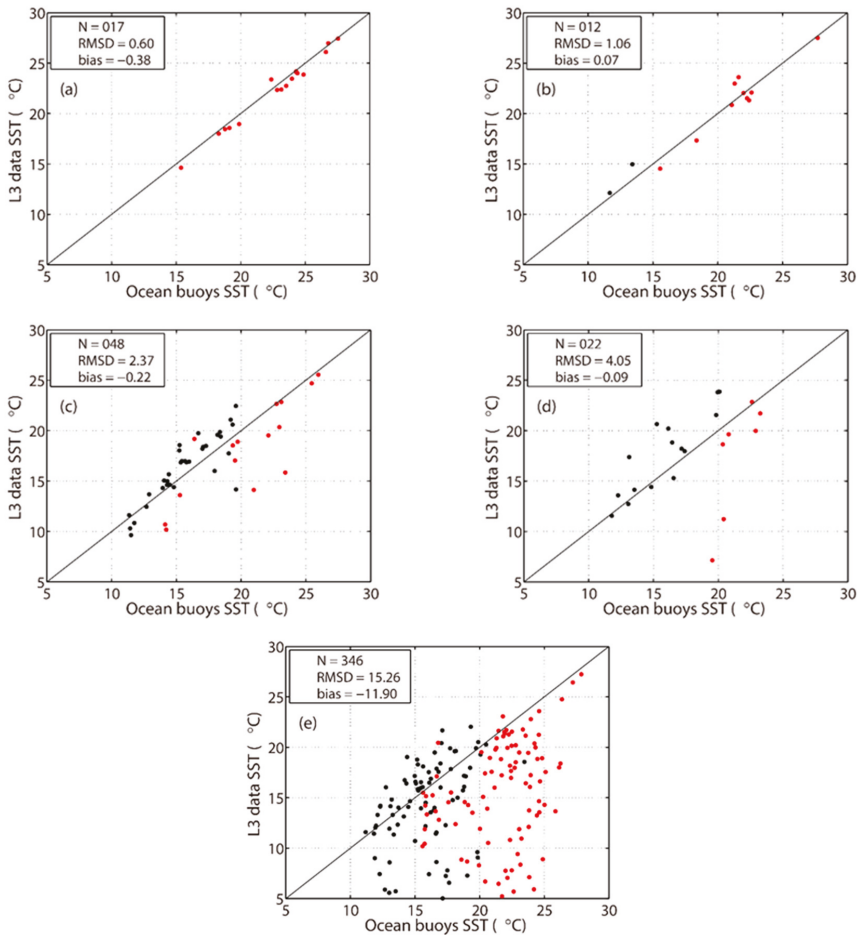 30
25
20
15
10
5
N = 017
RMSD = 0.60
bias = −0.38
(a)
L3 data SST ( °C)
5 10 15 20 25 30
Ocean buoys SST ( °C)
30
25
20
15
10
5
N = 012
RMSD = 1.06
bias = 0.07
(b)
L3 data SST ( °C)
5 10 15 20 25 30
Ocean buoys SST ( °C)
30
25
20
15
10
5
N = 048
RMSD = 2.37
bias = −0.22
(c)
L3 data SST ( °C)
5 10 15 20 25 30
Ocean buoys SST ( °C)
30
25
20
15
10
5
N = 022
RMSD = 4.05
bias = −0.09
(d)
L3 data SST ( °C)
5 10 15 20 25 30
Ocean buoys SST ( °C)
30
25
20
15
10
5
N = 346
RMSD = 15.26
bias = −11.90
(e)
L3 data SST ( °C)
5 10 15 20 25 30
Ocean buoys SST ( °C)